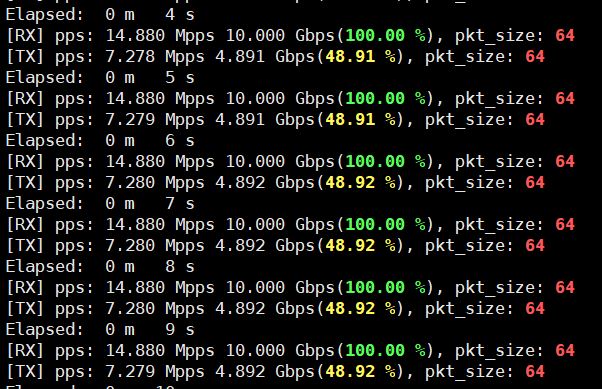 Elapsed:  0 m   4 s
[RX] pps: 14.880 Mpps 10.000 Gbps(100.00 %), pkt_size: 64
[TX] pps: 7.278 Mpps 4.891 Gbps(48.91 %), pkt_size: 64
Elapsed:  0 m   5 s
[RX] pps: 14.880 Mpps 10.000 Gbps(100.00 %), pkt_size: 64
[TX] pps: 7.279 Mpps 4.891 Gbps(48.91 %), pkt_size: 64
Elapsed:  0 m   6 s
[RX] pps: 14.880 Mpps 10.000 Gbps(100.00 %), pkt_size: 64
[TX] pps: 7.280 Mpps 4.892 Gbps(48.92 %), pkt_size: 64
Elapsed:  0 m   7 s
[RX] pps: 14.880 Mpps 10.000 Gbps(100.00 %), pkt_size: 64
[TX] pps: 7.280 Mpps 4.892 Gbps(48.92 %), pkt_size: 64
Elapsed:  0 m   8 s
[RX] pps: 14.880 Mpps 10.000 Gbps(100.00 %), pkt_size: 64
[TX] pps: 7.280 Mpps 4.892 Gbps(48.92 %), pkt_size: 64
Elapsed:  0 m   9 s
[RX] pps: 14.880 Mpps 10.000 Gbps(100.00 %), pkt_size: 64
[TX] pps: 7.279 Mpps 4.892 Gbps(48.92 %), pkt_size: 64